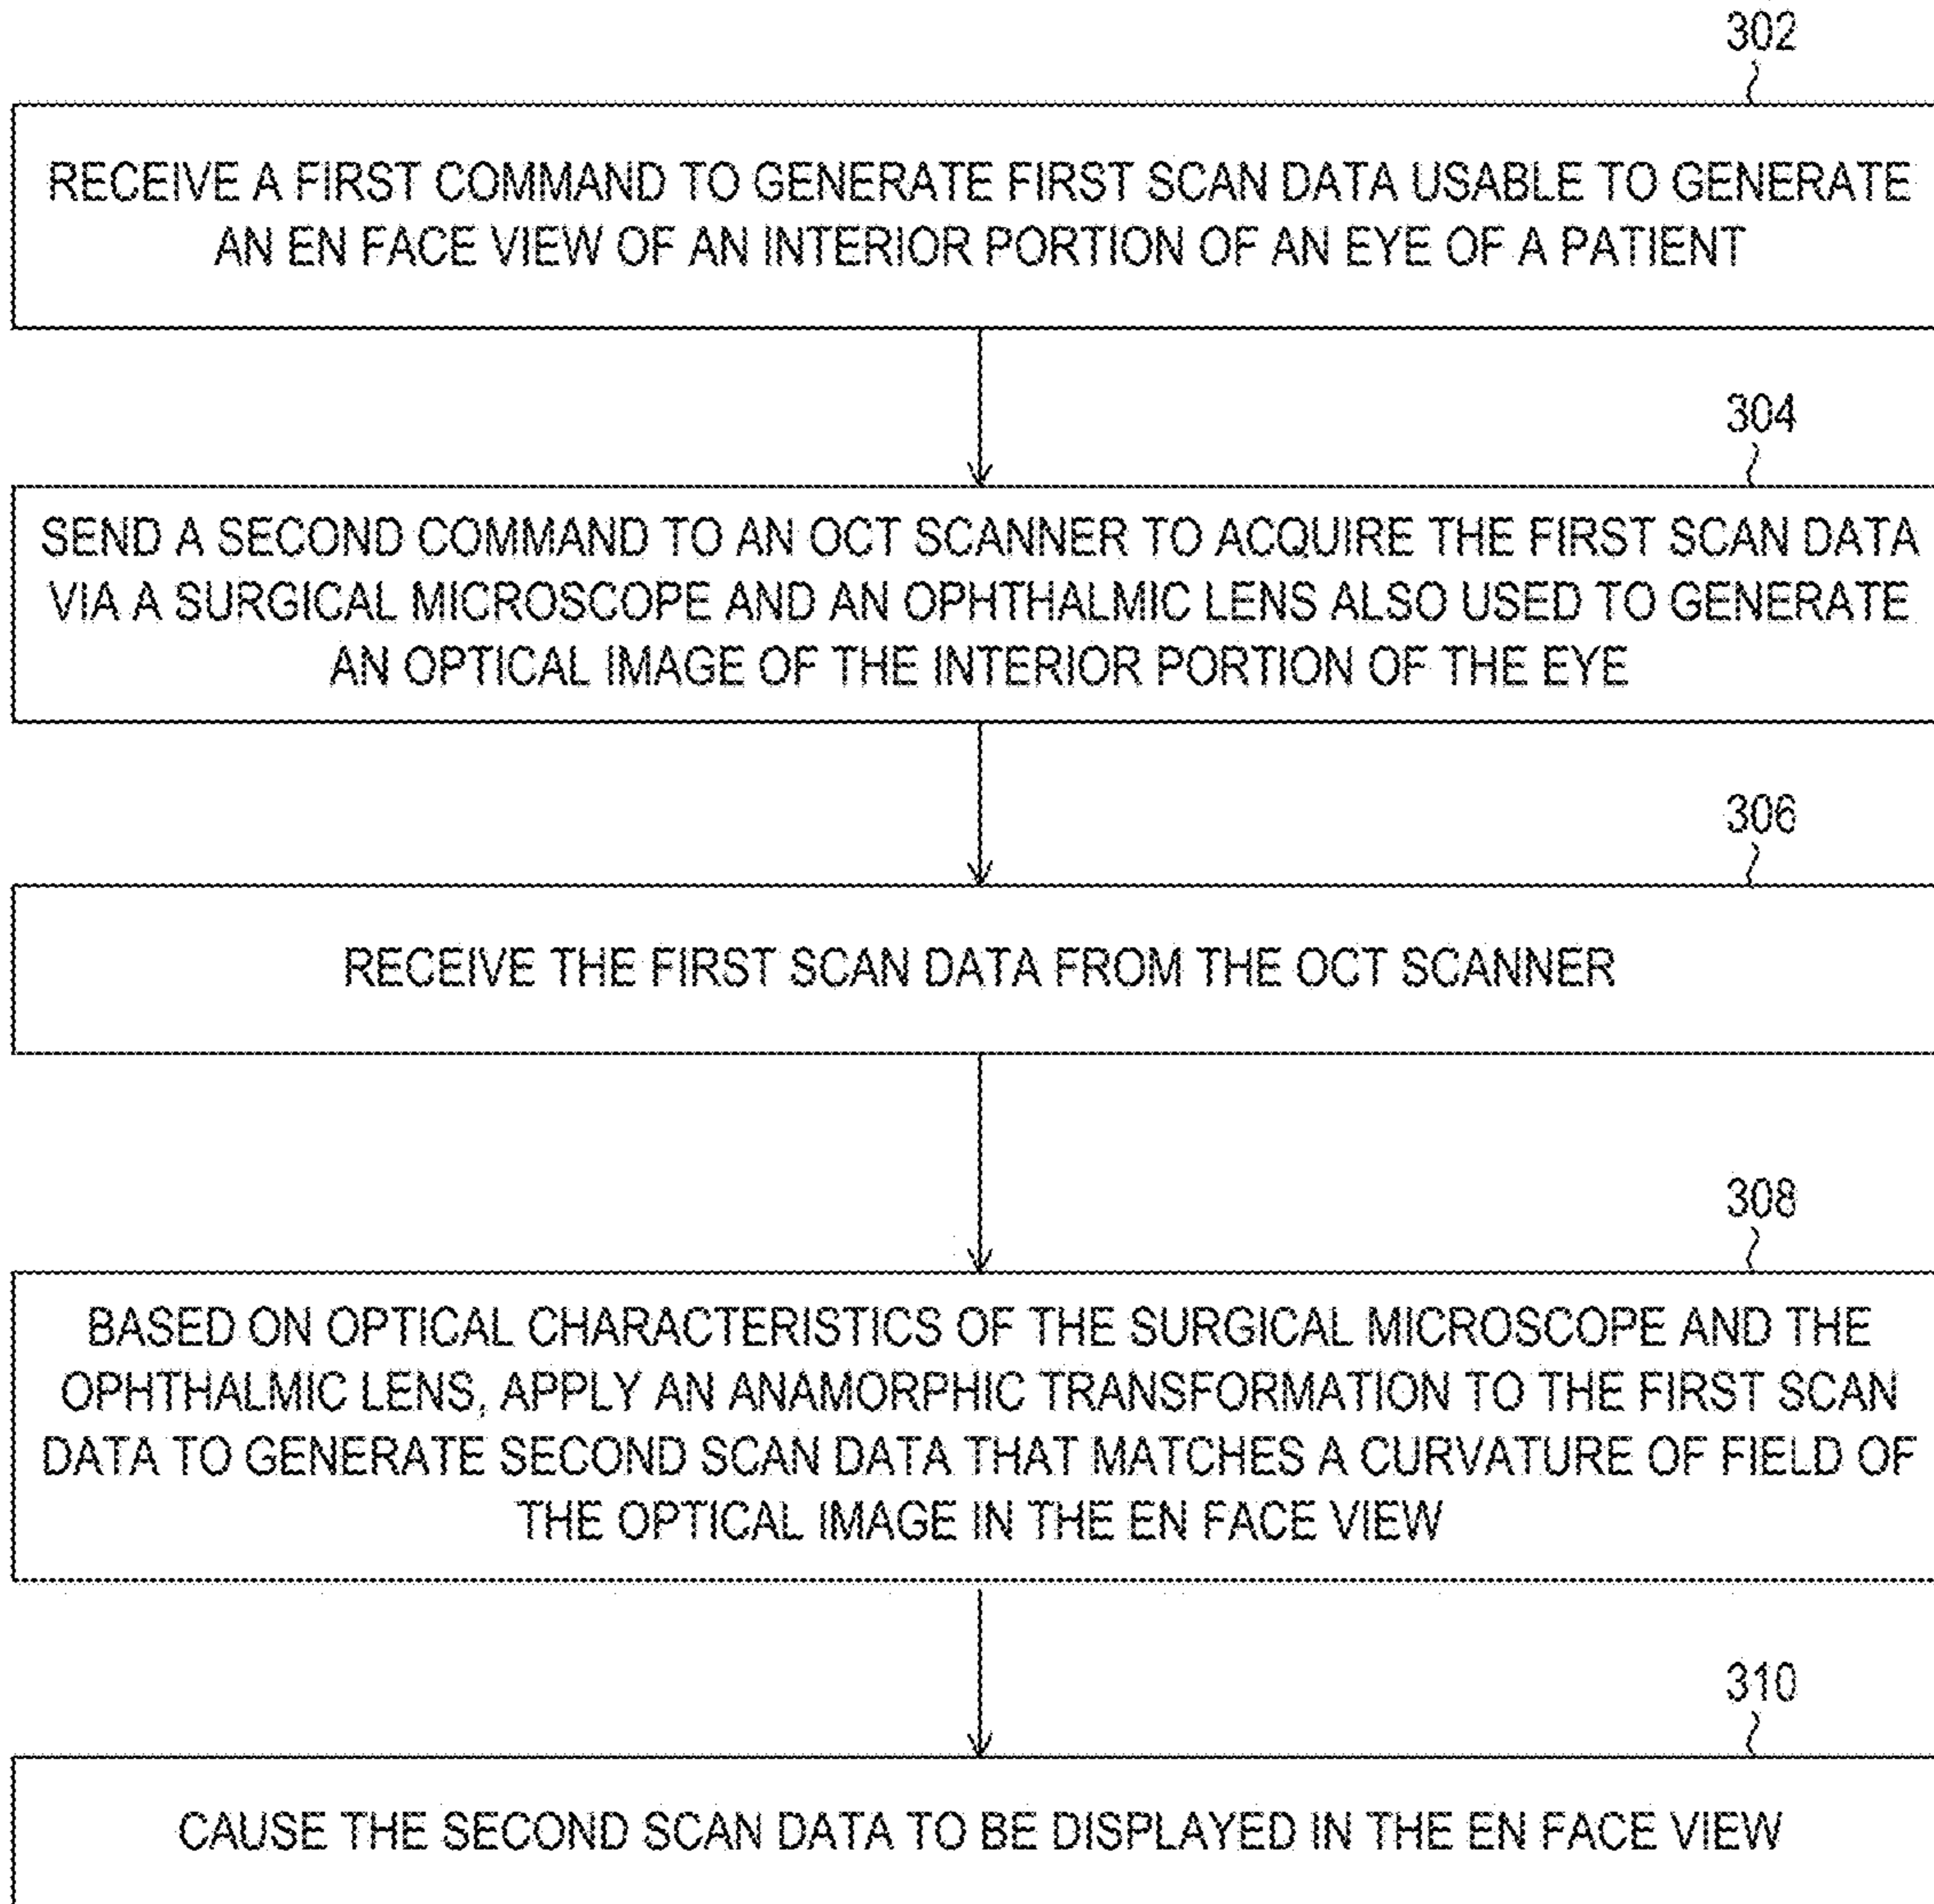 302
RECEIVE A FIRST COMMAND TO GENERATE FIRST SCAN DATA USABLE TO GENERATE
AN EN FACE VIEW OF AN INTERIOR PORTION OF AN EYE OF A PATIENT
304
SEND A SECOND COMMAND TO AN OCT SCANNER TO ACQUIRE THE FIRST SCAN DATA
VIA A SURGICAL MICROSCOPE AND AN OPHTHALMIC LENS ALSO USED TO GENERATE
AN OPTICAL IMAGE OF THE INTERIOR PORTION OF THE EYE
306
RECEIVE THE FIRST SCAN DATA FROM THE OCT SCANNER
308
BASED ON OPTICAL CHARACTERISTICS OF THE SURGICAL MICROSCOPE AND THE
OPHTHALMIC LENS, APPLY AN ANAMORPHIC TRANSFORMATION TO THE FIRST SCAN
DATA TO GENERATE SECOND SCAN DATA THAT MATCHES A CURVATURE OF FIELD OF
THE OPTICAL IMAGE IN THE EN FACE VIEW
310
CAUSE THE SECOND SCAN DATA TO BE DISPLAYED IN THE EN FACE VIEW